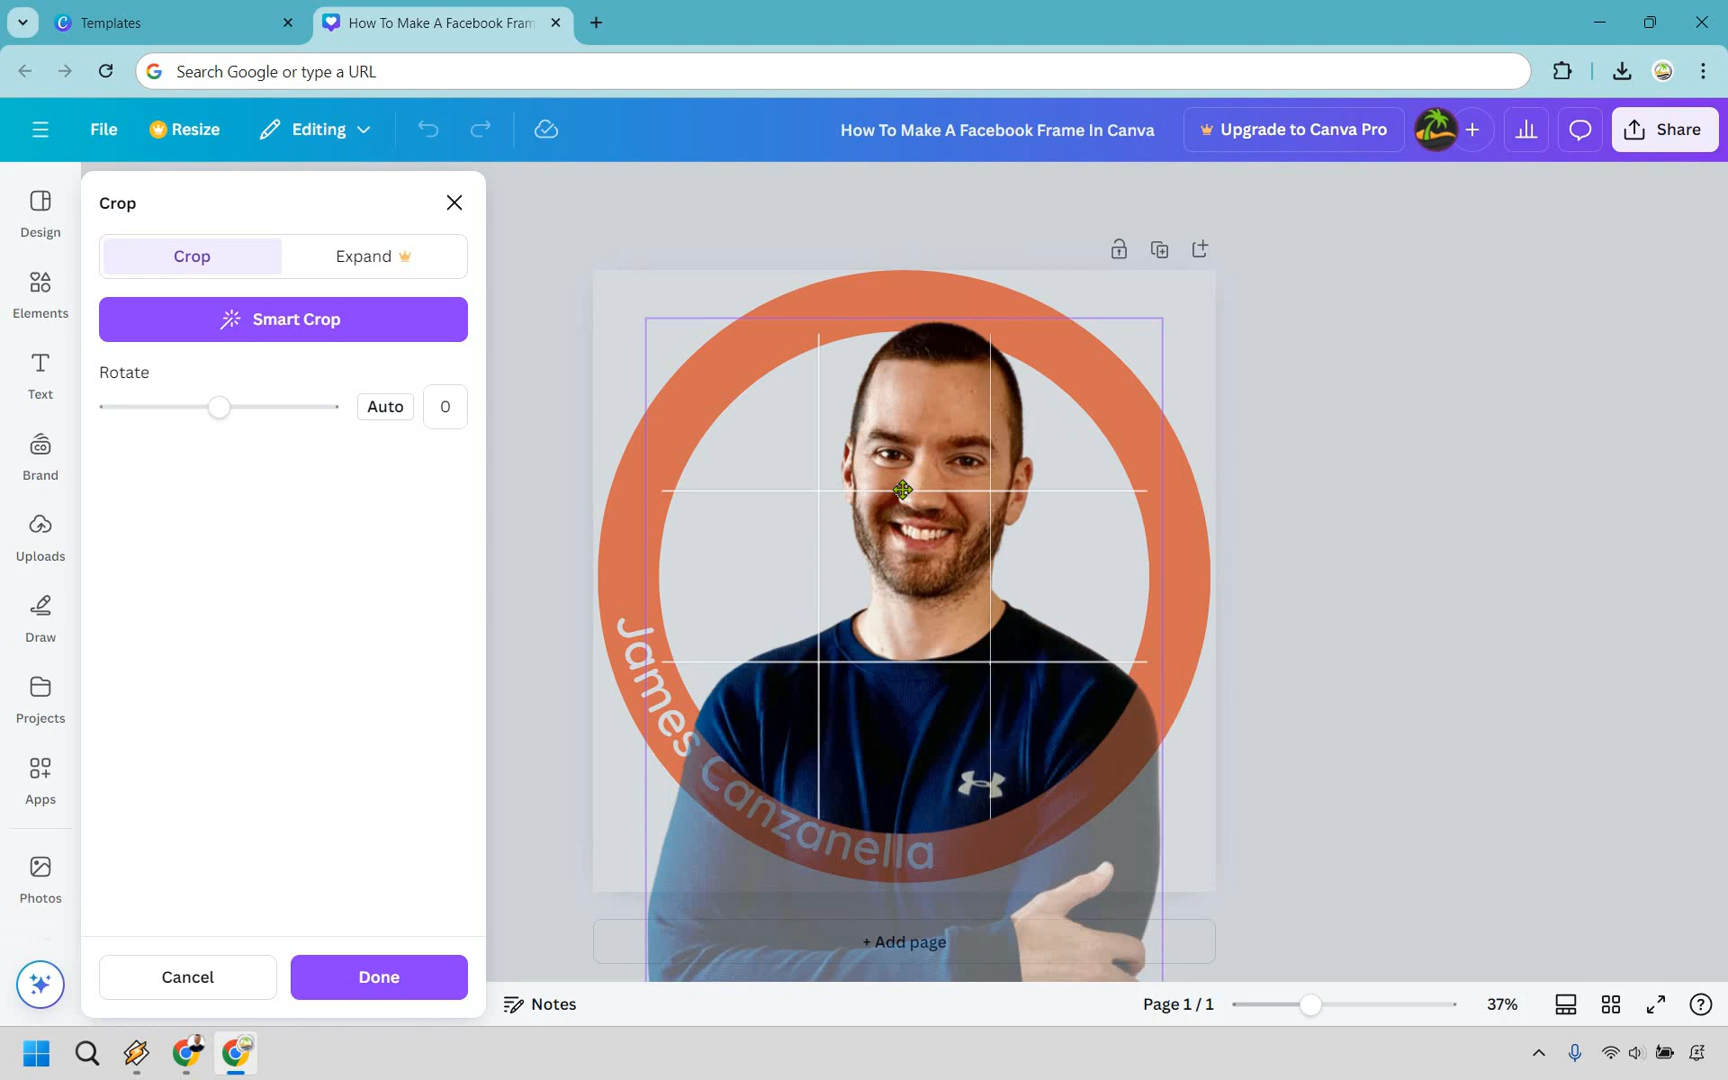 Templates
How To Make A Facebook Fram
Search Google or type a URL
File
Resize
Editing
How To Make A Facebook Frame In Canva
Upgrade to Canva Pro
Share
Design
Elements
Text
Brand
Uploads
Draw
Projects
Apps
Photos
Crop
Crop
Expand
Smart Crop
Rotate
Auto
0
Cancel
Done
James Canzanella
+ Add page
Notes
Page 1 / 1
37%